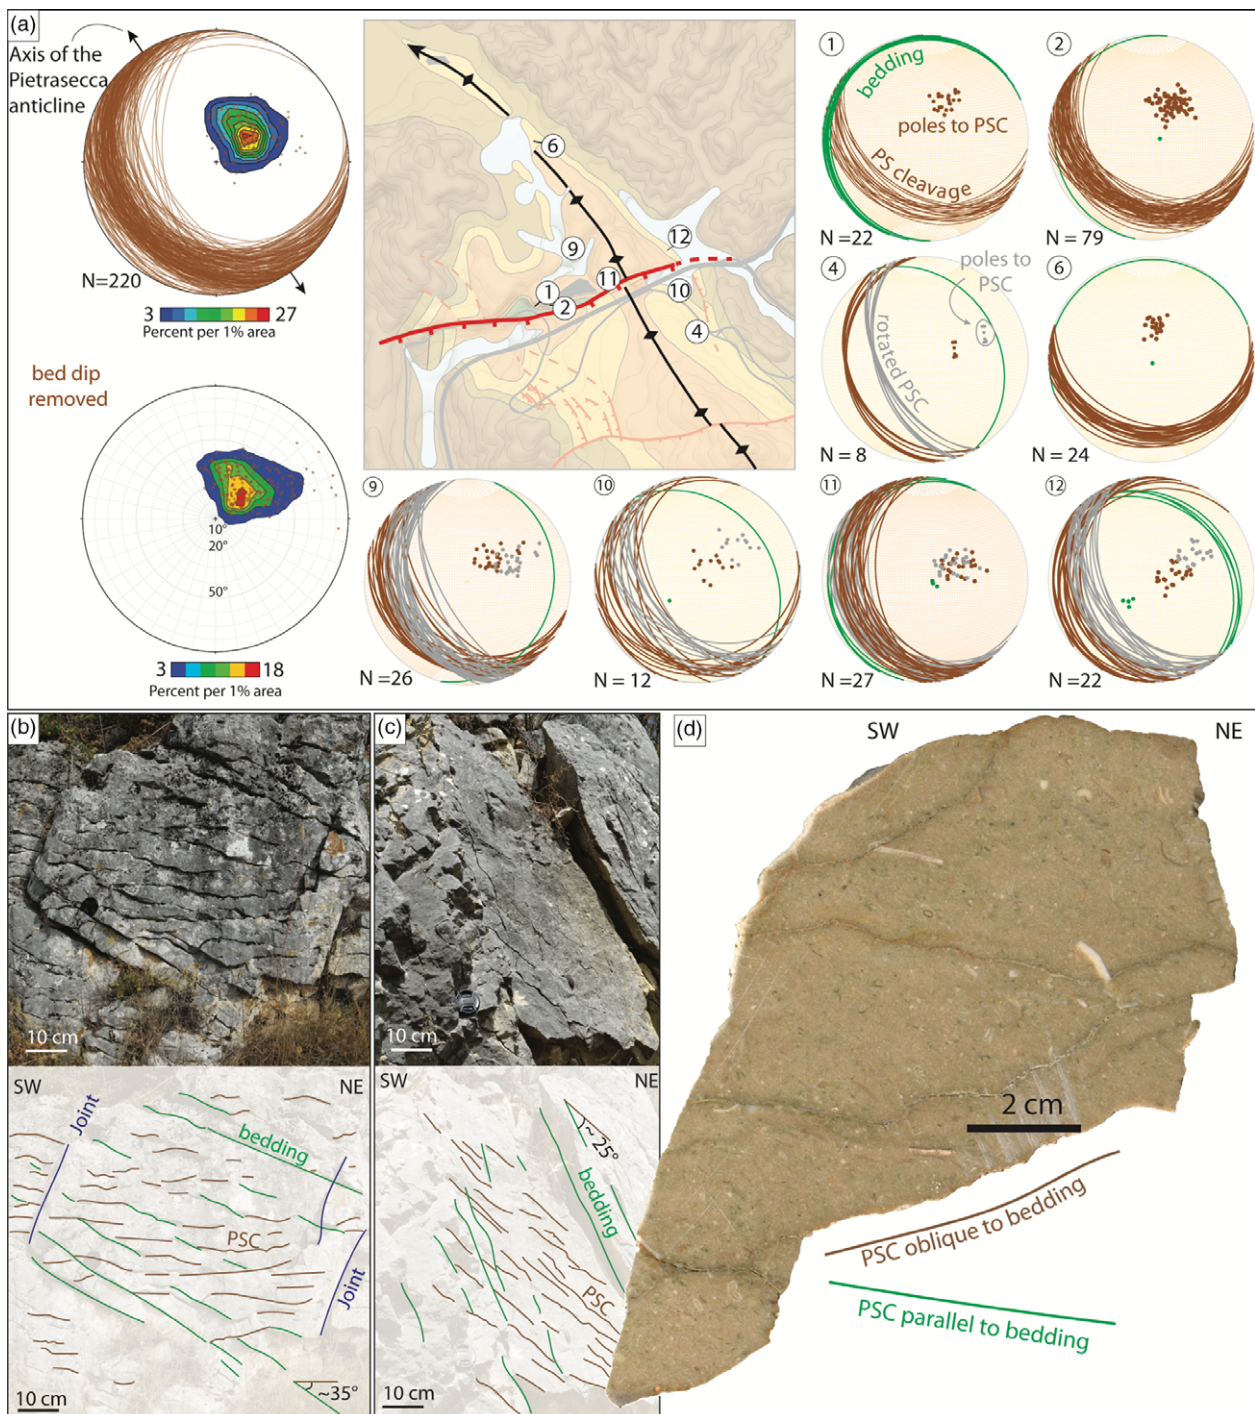 (a)
Axis of the
Pietrasecca
anticline
N=220
3 27
Percent per 1% area
bed dip
removed
10°
20°
50°
3 18
Percent per 1% area
6
9
12
11
1
2
10
4
1
bedding
poles to PSC
PS cleavage
N =22
2
N =79
4
poles to
PSC
rotated PSC
N = 8
6
N = 24
9
N =26
10
N = 12
11
N =27
12
N =22
(b)
10 cm
SW NE
Joint
bedding
PSC
Joint
~35°
10 cm
(c)
10 cm
SW NE
~ 25°
bedding
PSC
10 cm
(d)
SW NE
2 cm
PSC oblique to bedding
PSC parallel to bedding